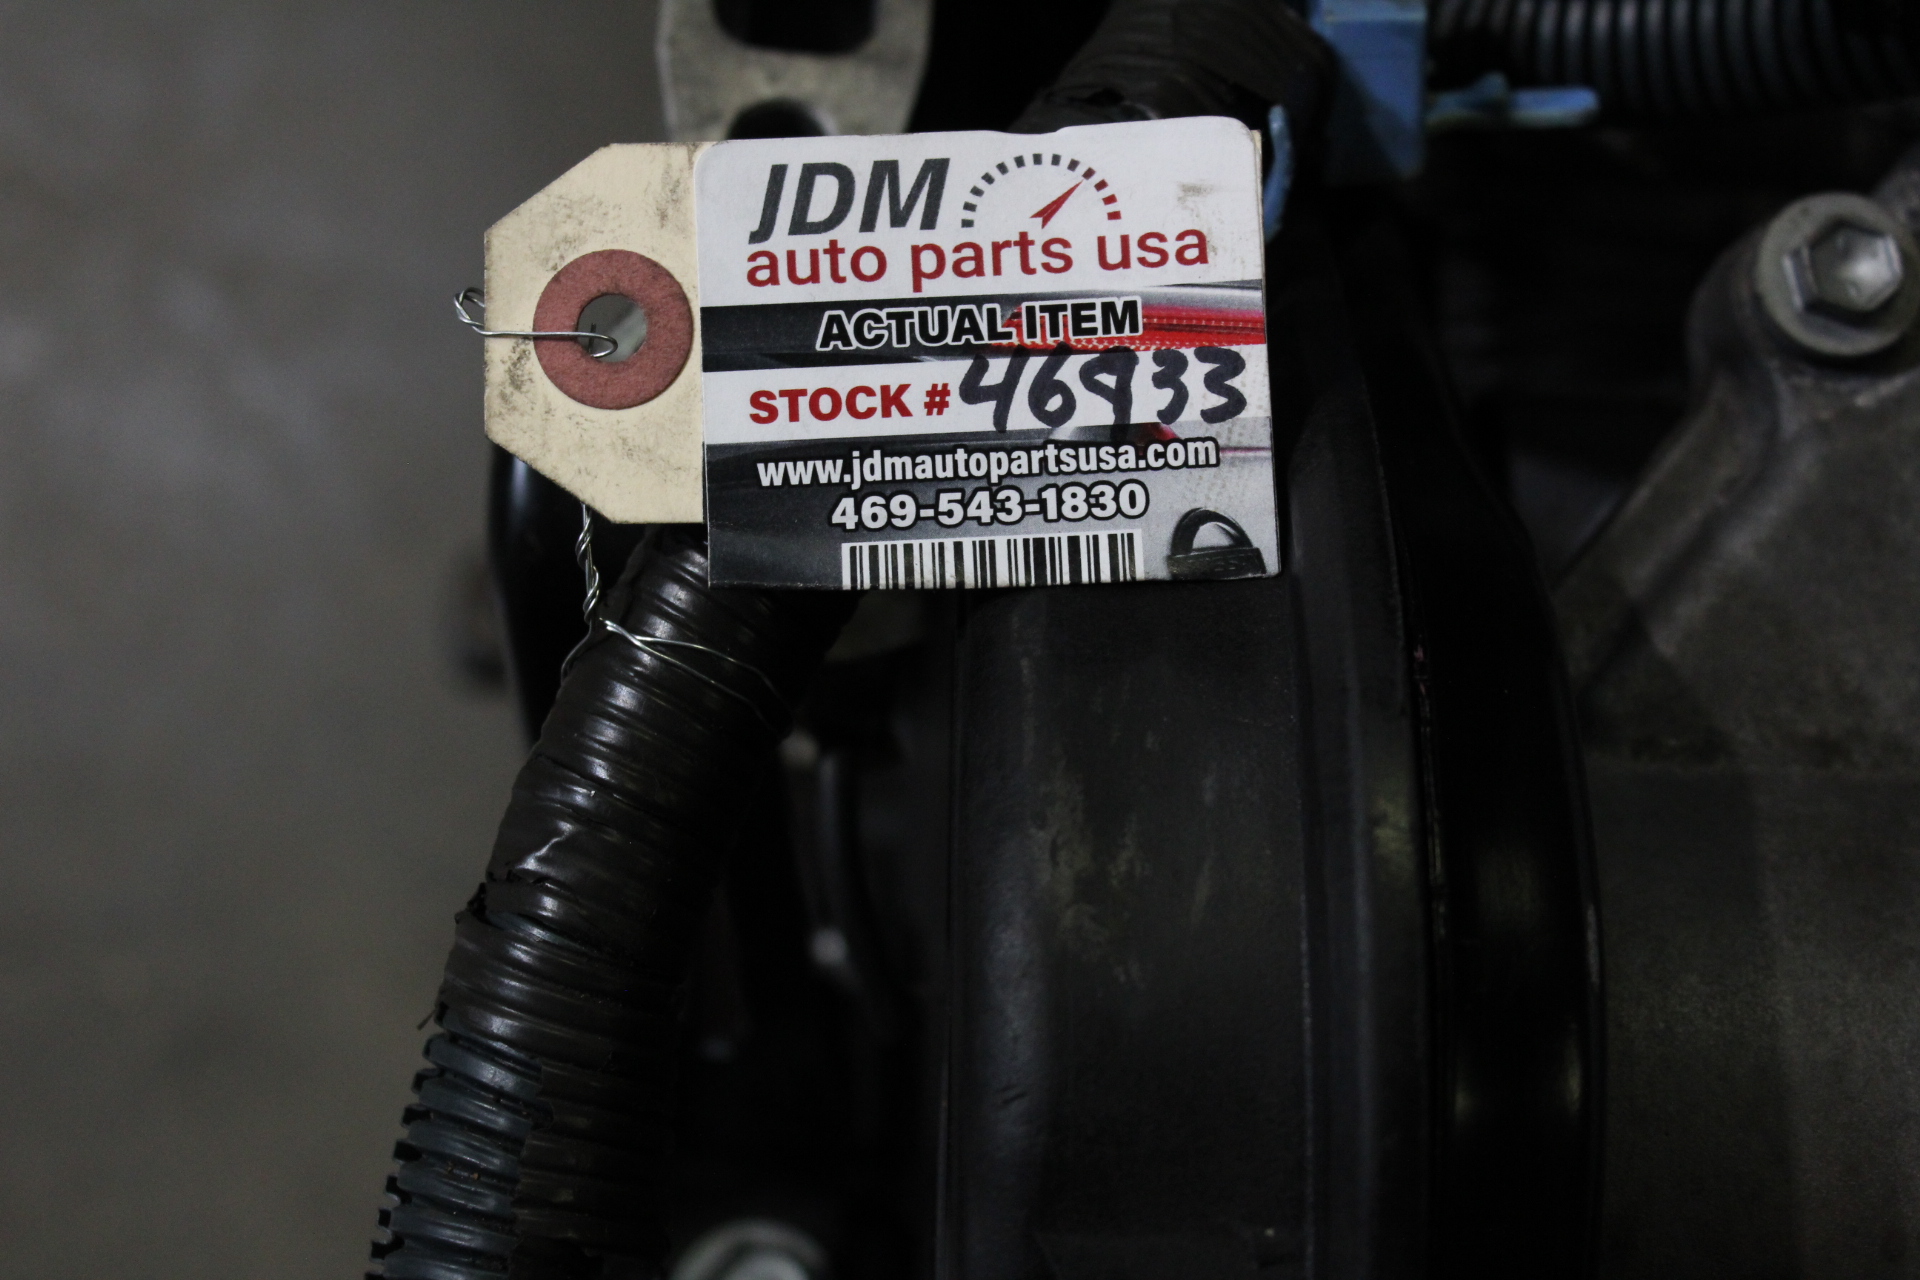 JDM
auto parts usa
ACTUAL ITEM
STOCK # 46933
www.jdmautopartsusa.com
469-543-1830